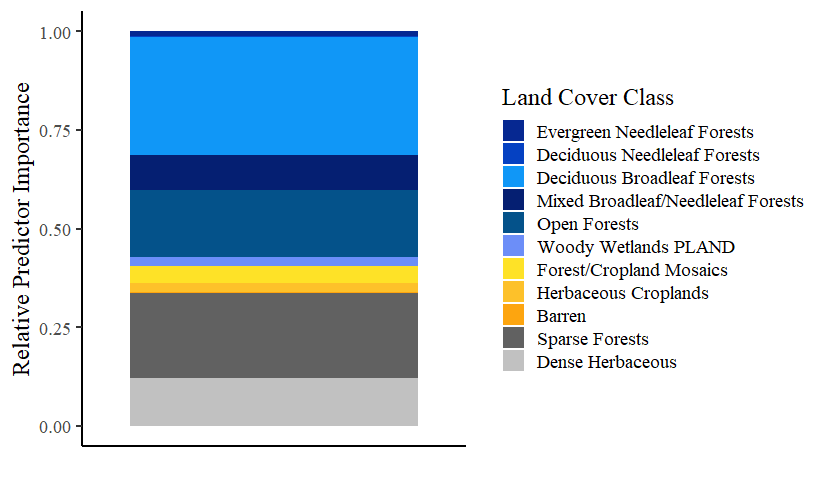 Relative Predictor Importance
1.00
0.75
0.50
0.25
0.00
Land Cover Class
Evergreen Needleleaf Forests
Deciduous Needleleaf Forests
Deciduous Broadleaf Forests
Mixed Broadleaf/Needleleaf Forests
Open Forests
Woody Wetlands PLAND
Forest/Cropland Mosaics
Herbaceous Croplands
Barren
Sparse Forests
Dense Herbaceous